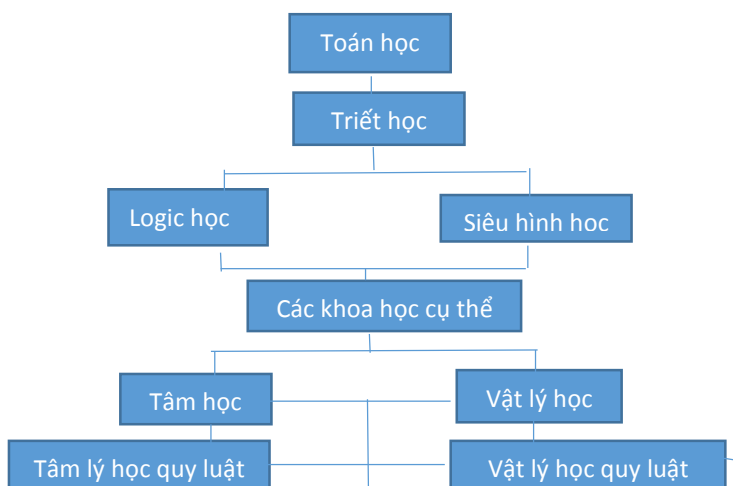 Toán học
Triết học
Logic học
Siêu hình hoc
Các khoa học cụ thể
Tâm học
Vật lý học
Tâm lý học quy luật
Vật lý học quy luật